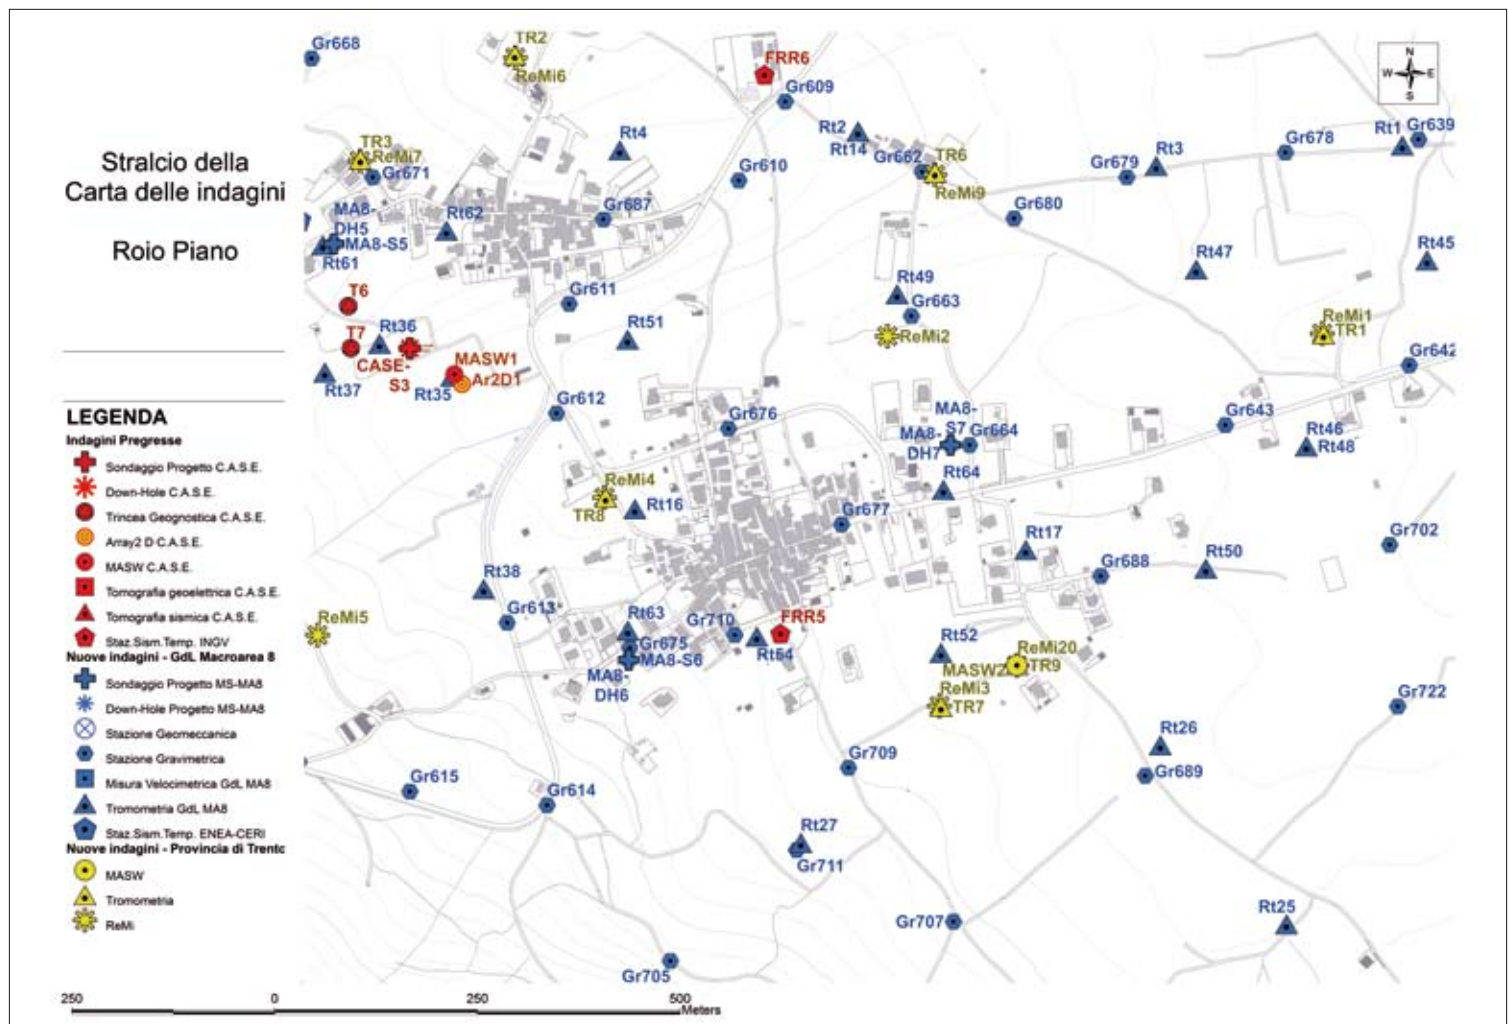 Stralcio della
Carta delle indagini
Roio Piano
LEGENDA
Indagini Pregresse
Sondaggio Progetto C.A.S.E.
Down-Hole C.A.S.E.
Trincea Geognostica C.A.S.E.
Array2 D C.A.S.E.
MASW C.A.S.E.
Tomografia geoelettrica C.A.S.E.
Tomografia sismica C.A.S.E.
Staz.Sism.Temp. INGV
Nuove indagini - GdL Macroarea 8
Sondaggio Progetto MS-MA8
Down-Hole Progetto MS-MA8
Stazione Geomeccanica
Stazione Gravimetrica
Misura Velocimetrica GdL MA8
Tromometria GdL MA8
Staz.Sism.Temp. ENEA-CERI
Nuove indagini - Provincia di Trento
MASW
Tromometria
ReMi
N
W E
S
Gr668
TR2
ReMi6
FRR6
Gr609
Rt4
Rt2
Rt14
Gr662
TR6
ReMi9
Gr679
Rt3
Gr678
Rt1
Gr639
TR3
ReMi7
Gr671
Gr610
MA8-
DH5
MA8-S5
Rt61
Rt62
Gr687
Gr680
Rt47
Rt45
T6
Gr611
Rt49
Gr663
ReMi2
ReMi1
TR1
T7
Rt36
CASE-
S3
Rt51
MASW1
Ar2D1
Rt37
Rt35
Gr642
Gr612
Gr676
MA8-
S7
Gr664
MA8-
DH7
Gr643
Rt46
Rt48
Rt64
ReMi4
TR8
Rt16
Gr677
Rt17
Gr702
Rt38
Gr688
Rt50
ReMi5
Gr613
Rt63
Gr675
MA8-S6
MA8-
DH6
Gr710
Rt54
FRR5
Rt52
ReMi20
TR9
MASW2
ReMi3
TR7
Gr722
Rt26
Gr709
Gr689
Gr615
Gr614
Rt27
Gr711
Gr707
Rt25
Gr705
250 0 250 500
Meters